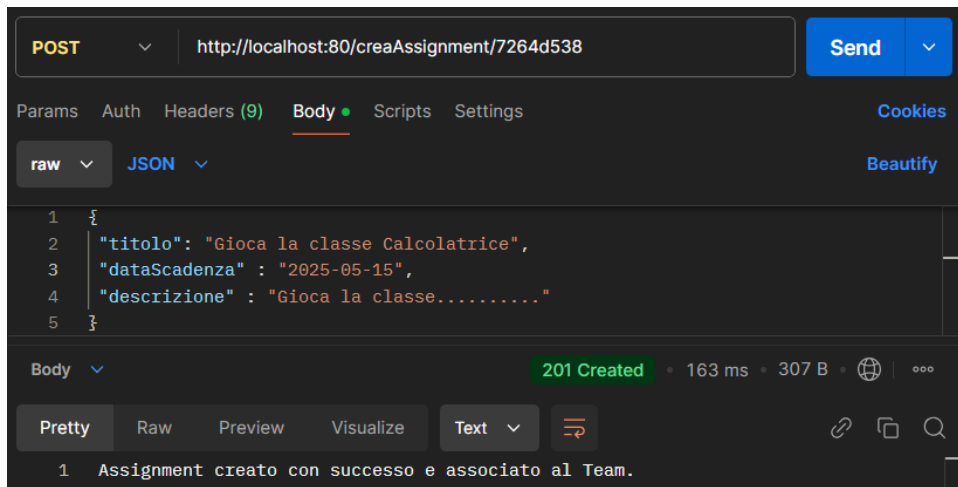 POST http://localhost:80/creaAssignment/7264d538 Send
Params Auth Headers (9) Body Scripts Settings Cookies
raw JSON Beautify
1 {
2 "titolo": "Gioca la classe Calcolatrice",
3 "dataScadenza" : "2025-05-15",
4 "descrizione" : "Gioca la classe.........."
5 }
Body 201 Created • 163 ms • 307 B
Pretty Raw Preview Visualize Text
1 Assignment creato con successo e associato al Team.